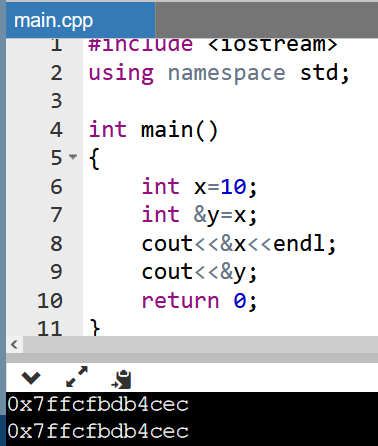 main.cpp
1 #include <iostream>
2 using namespace std;
3
4 int main()
5 {
6 int x=10;
7 int &y=x;
8 cout<<&x<<endl;
9 cout<<&y;
10 return 0;
11 }
0x7ffcfbdb4cec
0x7ffcfbdb4cec